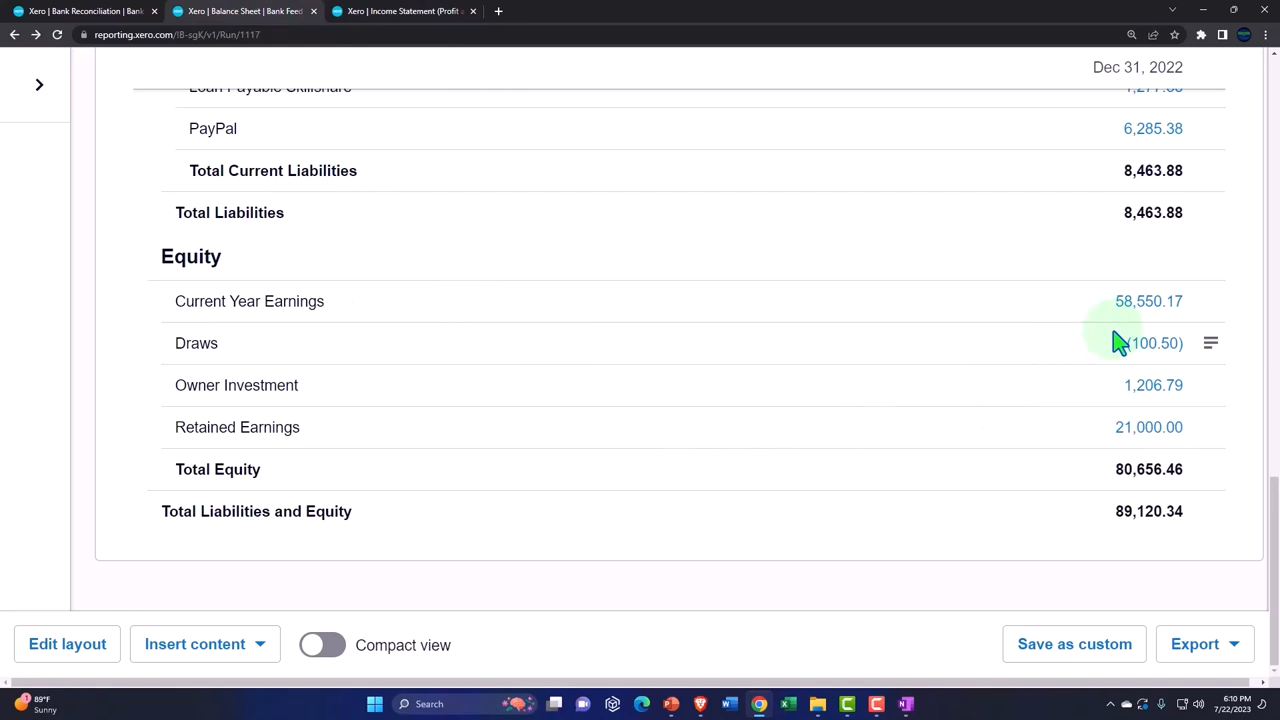 Xero | Bank Reconciliation | Bank
Xero | Balance Sheet | Bank Feed
Xero | Income Statement (Profit a
reporting.xero.com/!B-sgK/v1/Run/1117
Dec 31, 2022
Loan Payable Skillshare
PayPal 6,285.38
Total Current Liabilities 8,463.88
Total Liabilities 8,463.88
Equity
Current Year Earnings 58,550.17
Draws (100.50)
Owner Investment 1,206.79
Retained Earnings 21,000.00
Total Equity 80,656.46
Total Liabilities and Equity 89,120.34
Edit layout Insert content Compact view Save as custom Export
89°F
Sunny
Search
6:10 PM
7/22/2023